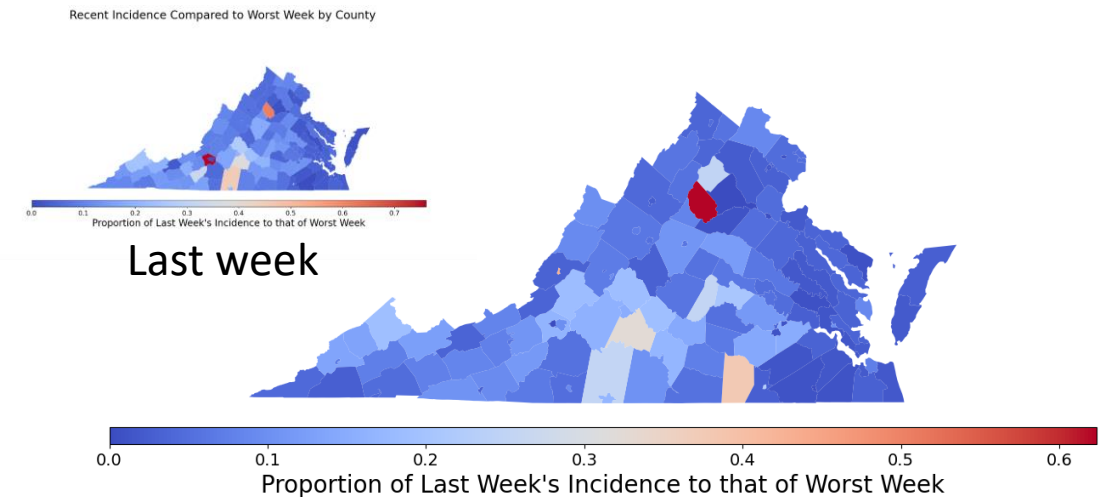 Recent Incidence Compared to Worst Week by County
0.0 0.1 0.2 0.3 0.4 0.5 0.6 0.7
Proportion of Last Week's Incidence to that of Worst Week
Last week
0.0 0.1 0.2 0.3 0.4 0.5 0.6
Proportion of Last Week's Incidence to that of Worst Week